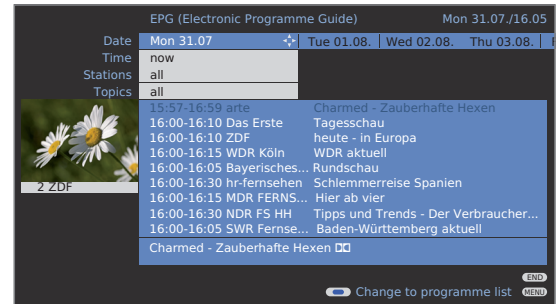 EPG (Electronic Programme Guide) Mon 31.07./16.05
Date Mon 31.07 Tue 01.08. Wed 02.08. Thu 03.08.
Time now
Stations all
Topics all
15:57-16:59 arte Charmed - Zauberhafte Hexen
16:00-16:10 Das Erste Tagesschau
16:00-16:10 ZDF heute - in Europa
16:00-16:15 WDR Köln WDR aktuell
16:00-16:05 Bayerisches... Rundschau
16:00-16:30 hr-fernsehen Schlemmerreise Spanien
16:00-16:15 MDR FERNS... Hier ab vier
16:00-16:30 NDR FS HH Tipps und Trends - Der Verbraucher...
16:00-16:05 SWR Fernse... Baden-Württemberg aktuell
2 ZDF
Charmed - Zauberhafte Hexen
END
Change to programme list MENU